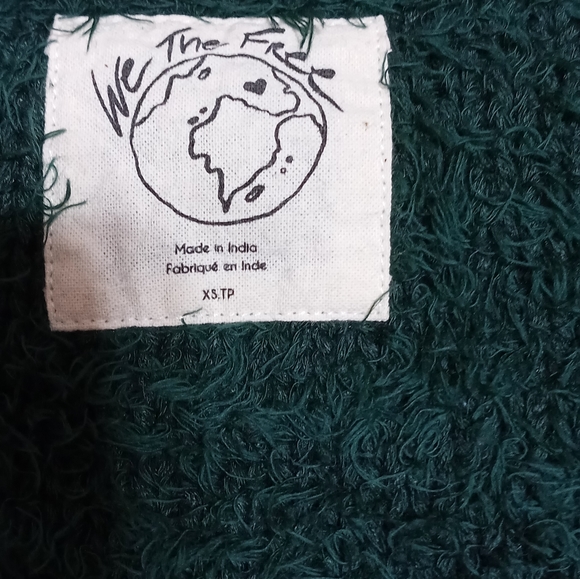 We The Free
Made in India
Fabriqué en Inde
XS.TP